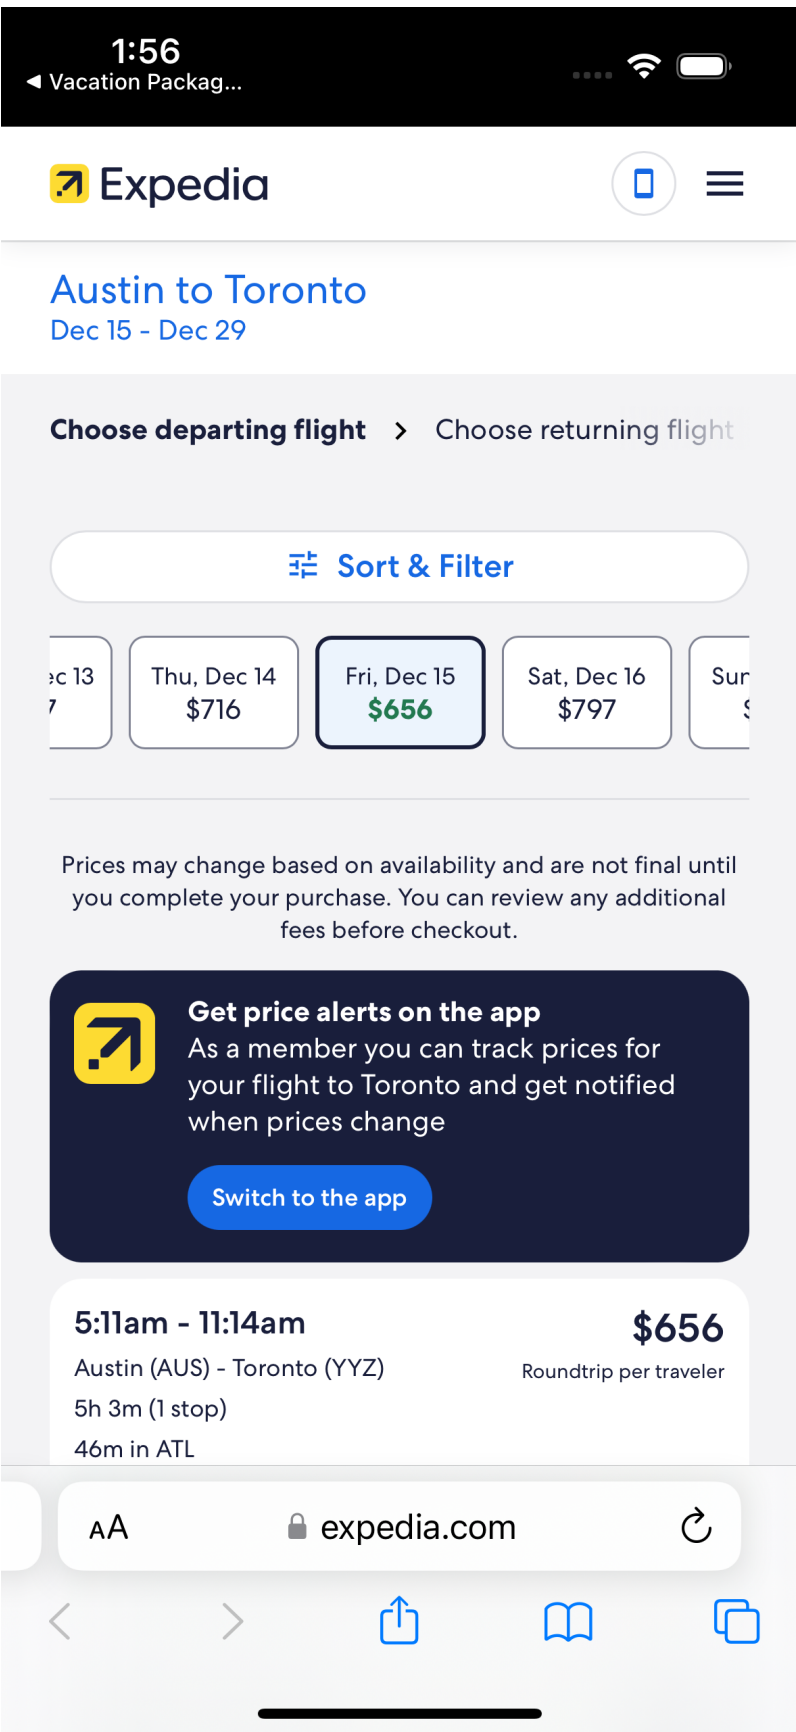 1:56
◀ Vacation Packag...
Expedia
Austin to Toronto
Dec 15 - Dec 29
Choose departing flight > Choose returning flight
Sort & Filter
ec 13 Thu, Dec 14 Fri, Dec 15 Sat, Dec 16 Sun
7 $716 $656 $797 $
Prices may change based on availability and are not final until
you complete your purchase. You can review any additional
fees before checkout.
Get price alerts on the app
As a member you can track prices for
your flight to Toronto and get notified
when prices change
Switch to the app
5:11am - 11:14am $656
Austin (AUS) - Toronto (YYZ) Roundtrip per traveler
5h 3m (1 stop)
46m in ATL
AA expedia.com